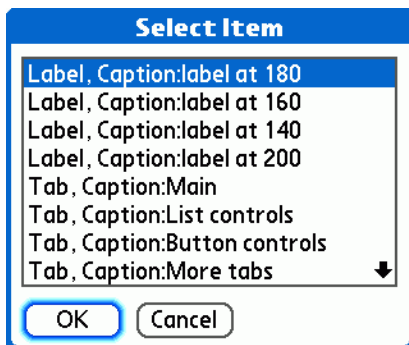 Select Item
Label, Caption:label at 180
Label, Caption:label at 160
Label, Caption:label at 140
Label, Caption:label at 200
Tab, Caption:Main
Tab, Caption:List controls
Tab, Caption:Button controls
Tab, Caption:More tabs
OK Cancel